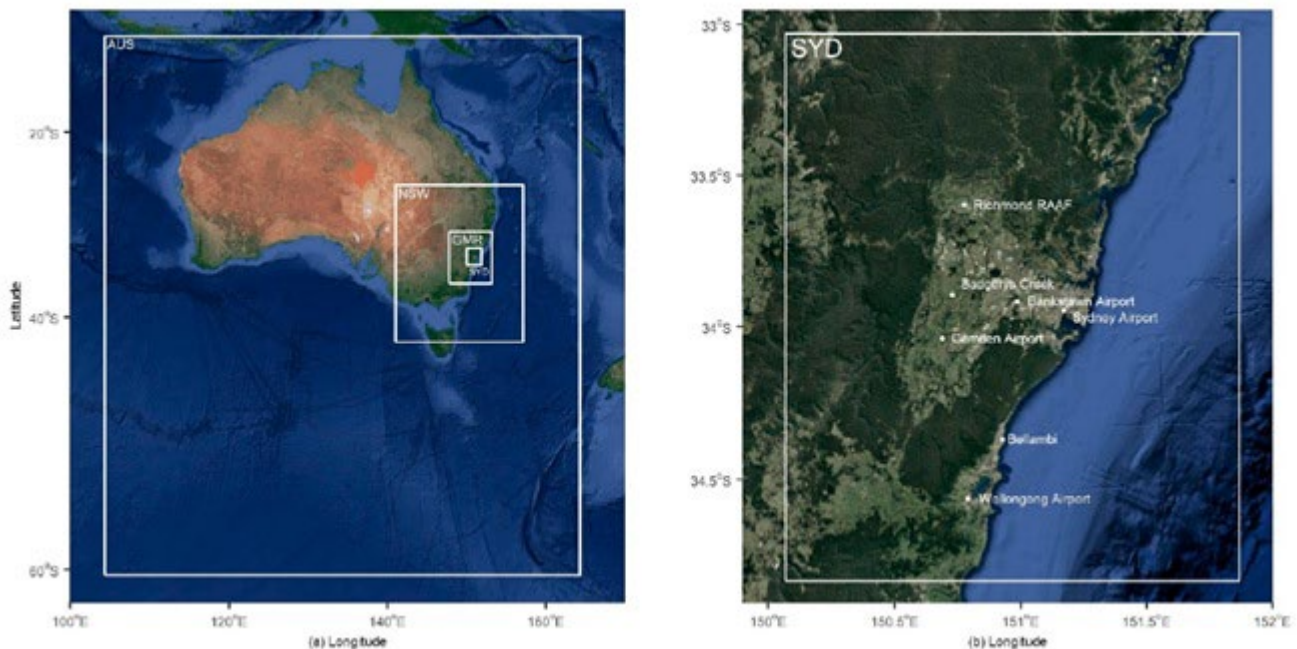 AUS
NSW
GMR
SYD
20°S
40°S
60°S
Latitude
100°E 120°E 140°E 160°E
(a) Longitude
SYD
33°S
33.5°S
34°S
34.5°S
Richmond RAAF
Badgerys Creek
Bankstown Airport
Sydney Airport
Camden Airport
Bellambi
Wollongong Airport
150°E 150.5°E 151°E 151.5°E 152°E
(b) Longitude